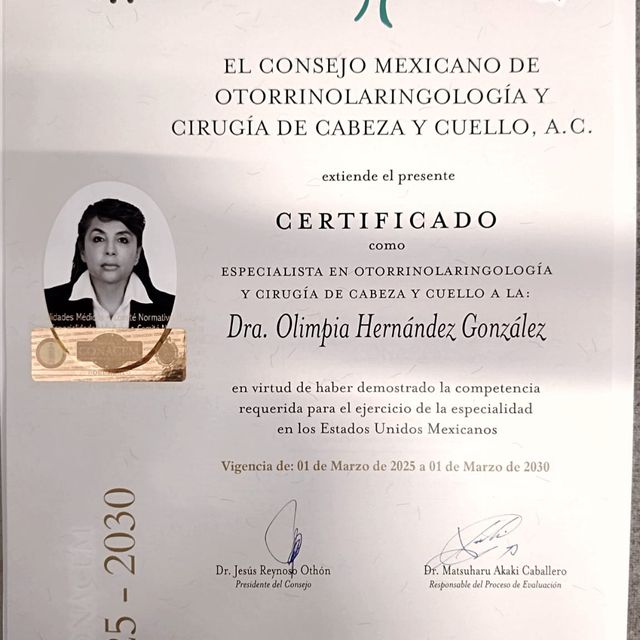 EL CONSEJO MEXICANO DE
OTORRINOLARINGOLOGÍA Y
CIRUGÍA DE CABEZA Y CUELLO, A.C.
extiende el presente
CERTIFICADO
como
ESPECIALISTA EN OTORRINOLARINGOLOGÍA
Y CIRUGÍA DE CABEZA Y CUELLO A LA:
Dra. Olimpia Hernández González
en virtud de haber demostrado la competencia
requerida para el ejercicio de la especialidad
en los Estados Unidos Mexicanos
Vigencia de: 01 de Marzo de 2025 a 01 de Marzo de 2030
Dr. Jesús Reynoso Othón
Presidente del Consejo
Dr. Matsuharu Akaki Caballero
Responsable del Proceso de Evaluación
25 - 2030
CONACEM